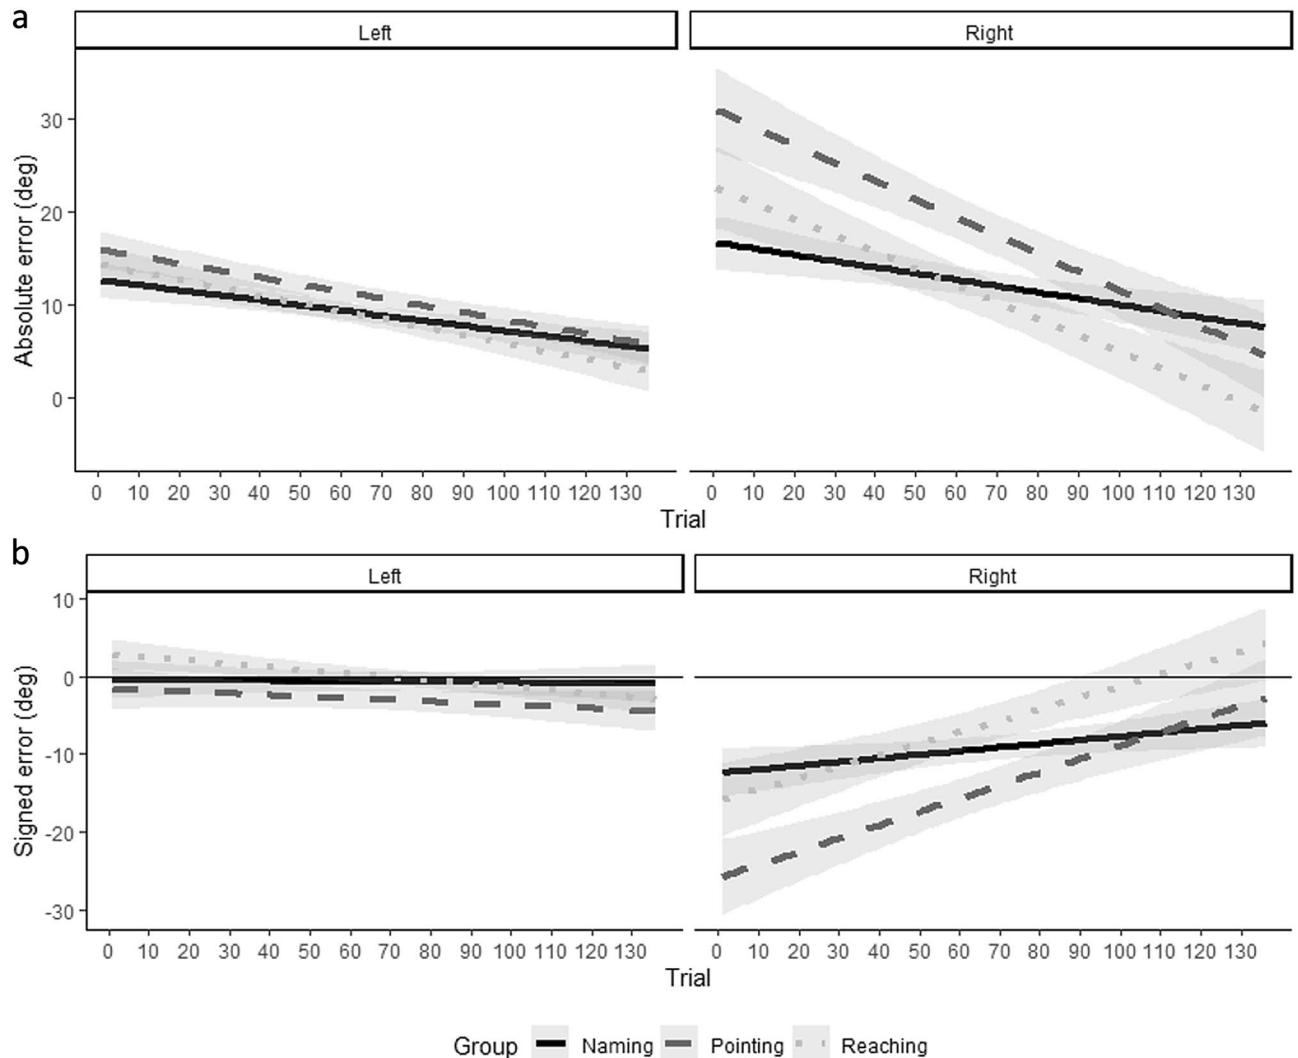 a
Left Right
Absolute error (deg)
30
20
10
0
0 10 20 30 40 50 60 70 80 90 100 110 120 130 0 10 20 30 40 50 60 70 80 90 100 110 120 130
Trial
b
Left Right
Signed error (deg)
10
0
-10
-20
-30
0 10 20 30 40 50 60 70 80 90 100 110 120 130 0 10 20 30 40 50 60 70 80 90 100 110 120 130
Trial
Group Naming Pointing Reaching